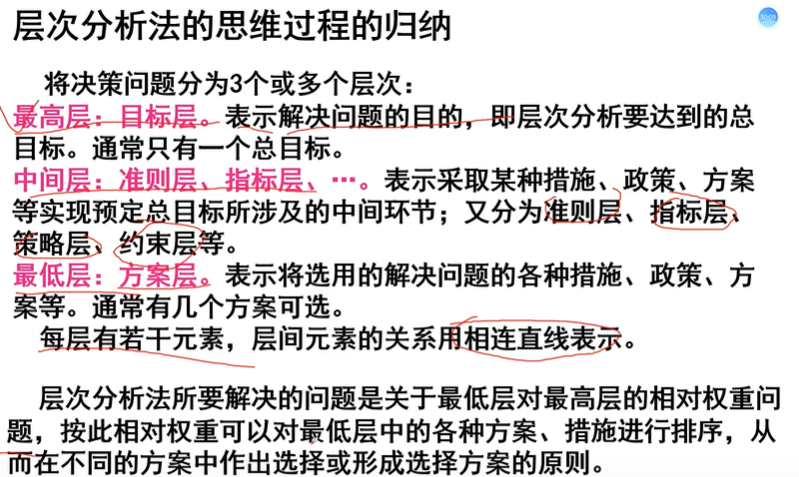 层次分析法的思维过程的归纳
30:05
将决策问题分为3个或多个层次：
最高层：目标层。表示解决问题的目的，即层次分析要达到的总
目标。通常只有一个总目标。
中间层：准则层、指标层、…。表示采取某种措施、政策、方案
等实现预定总目标所涉及的中间环节；又分为准则层、指标层、
策略层、约束层等。
最低层：方案层。表示将选用的解决问题的各种措施、政策、方
案等。通常有几个方案可选。
每层有若干元素，层间元素的关系用相连直线表示。
层次分析法所要解决的问题是关于最低层对最高层的相对权重问
题，按此相对权重可以对最低层中的各种方案、措施进行排序，从
而在不同的方案中作出选择或形成选择方案的原则。